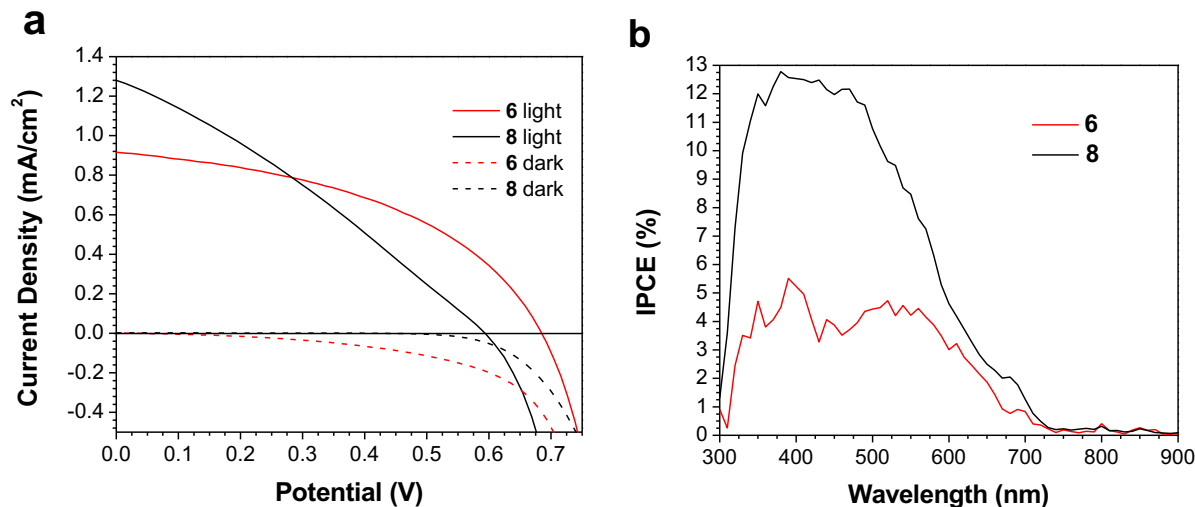 a
1.4
1.2
1.0
0.8
0.6
0.4
0.2
0.0
-0.2
-0.4
Current Density (mA/cm²)
6 light
8 light
6 dark
8 dark
0.0 0.1 0.2 0.3 0.4 0.5 0.6 0.7
Potential (V)
b
13
12
11
10
9
8
7
6
5
4
3
2
1
0
IPCE (%)
6
8
300 400 500 600 700 800 900
Wavelength (nm)